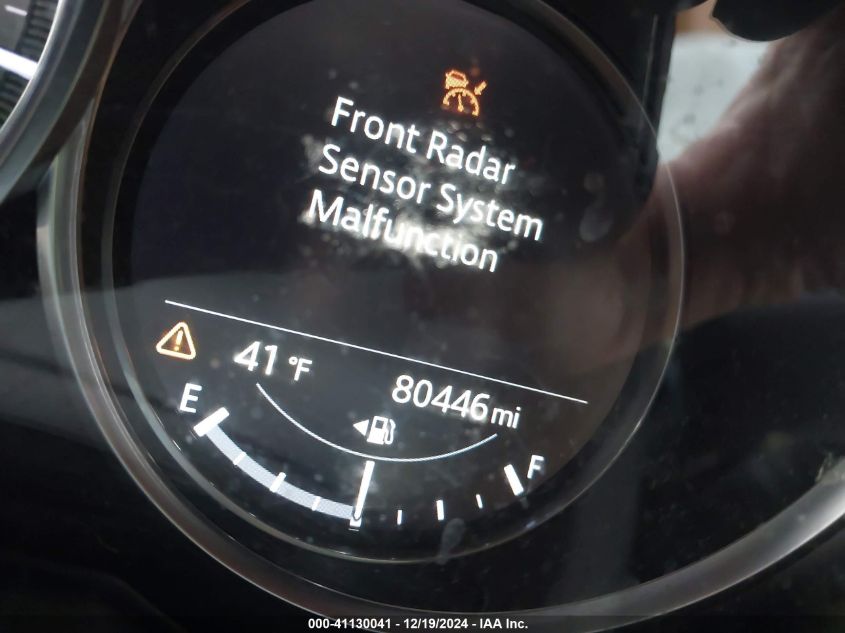 Front Radar
Sensor System
Malfunction
41 °F
80446 mi
E
F
000-41130041 - 12/19/2024 - IAA Inc.